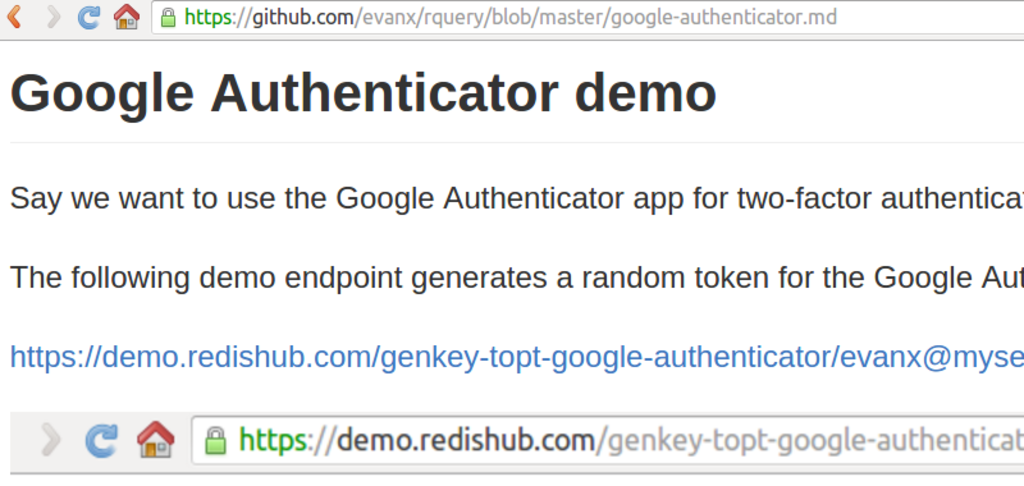 https://github.com/evanx/rquery/blob/master/google-authenticator.md
Google Authenticator demo
Say we want to use the Google Authenticator app for two-factor authentica
The following demo endpoint generates a random token for the Google Aut
https://demo.redishub.com/genkey-topt-google-authenticator/evanx@myse
https://demo.redishub.com/genkey-topt-google-authenticat